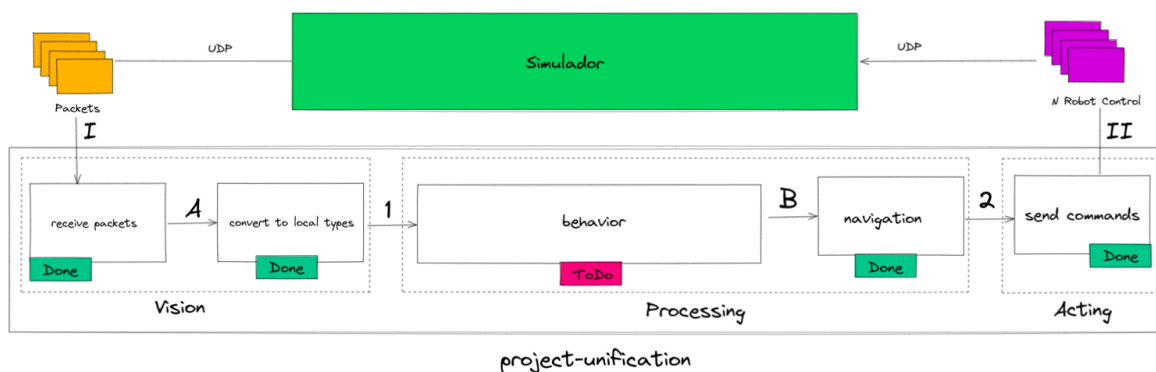 UDP
Simulador
UDP
Packets
N Robot Control
I
II
receive packets
A
convert to local types
1
behavior
B
navigation
2
send commands
Done
Done
ToDo
Done
Done
Vision
Processing
Acting
project-unification